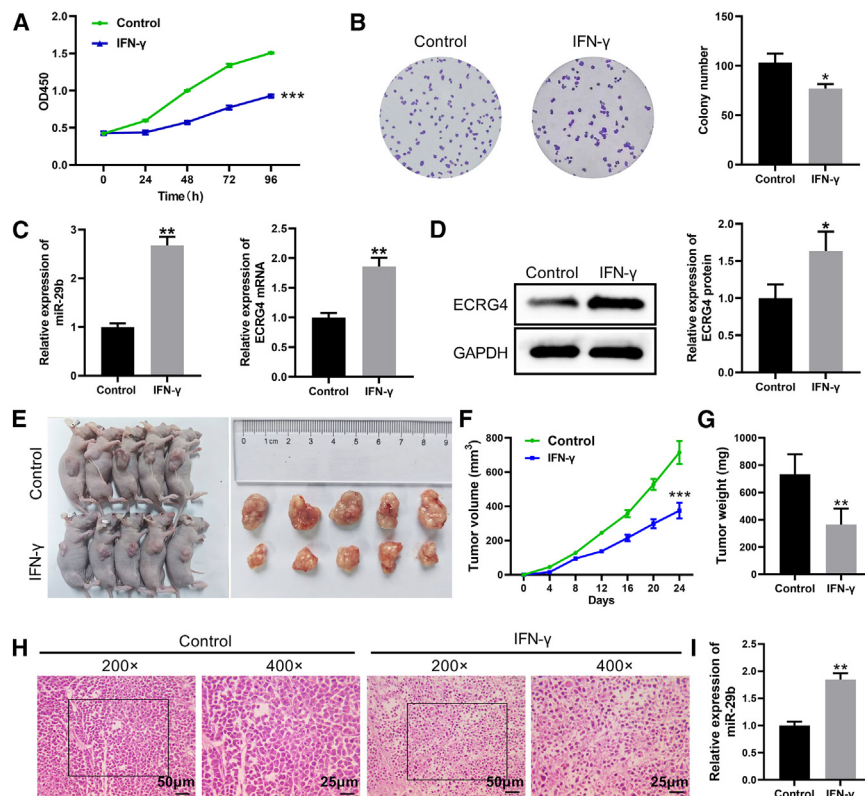 A
Control
IFN-γ
OD450
2.0
1.5
1.0
0.5
0.0
0 24 48 72 96
Time(h)
***
B
Control IFN-γ
Colony number
150
100
50
0
*
Control IFN-γ
C
Relative expression of
miR-29b
3
2
1
0
**
Control IFN-γ
Relative expression of
ECRG4 mRNA
2.5
2.0
1.5
1.0
0.5
0.0
**
Control IFN-γ
D
Control IFN-γ
ECRG4
GAPDH
Relative expression of
ECRG4 protein
2.0
1.5
1.0
0.5
0.0
*
Control IFN-γ
E
Control
IFN-γ
0 1cm 2 3 4 5 6 7 8 9
F
Control
IFN-γ
Tumor volume (mm³)
800
600
400
200
0
0 4 8 12 16 20 24
Days
***
G
Tumor weight (mg)
1000
800
600
400
200
0
**
Control IFN-γ
H
Control IFN-γ
200× 400× 200× 400×
50μm 25μm 50μm 25μm
I
Relative expression of
miR-29b
2.5
2.0
1.5
1.0
0.5
0.0
**
Control IFN-γ